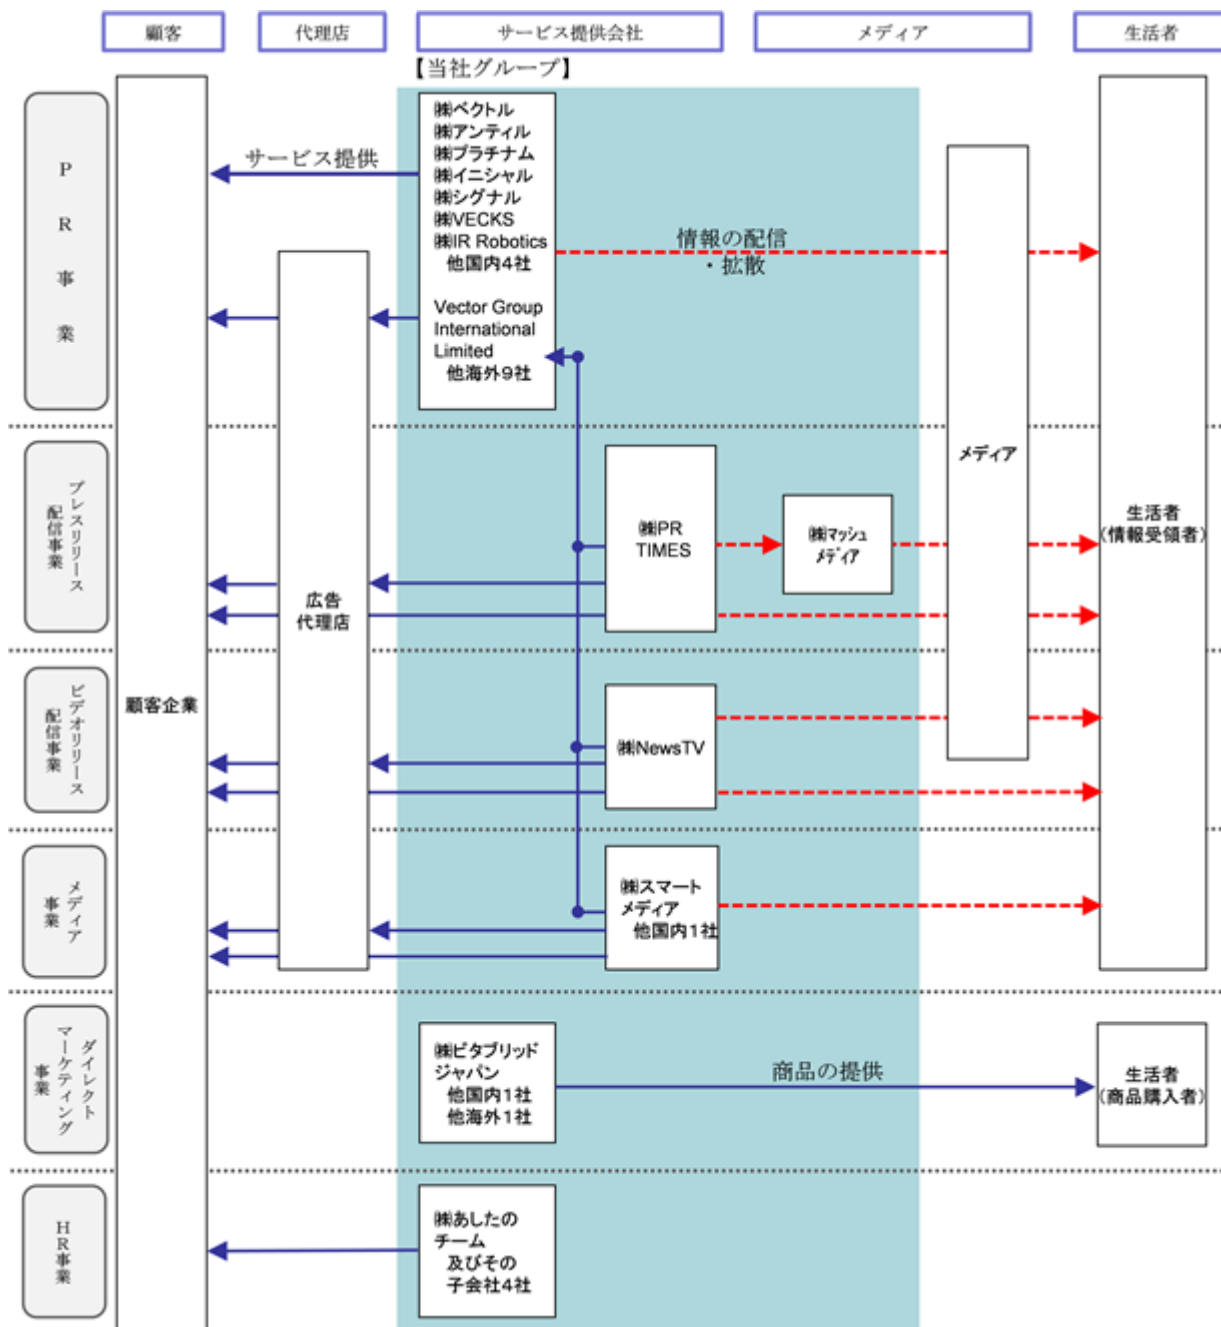 顧客
代理店
サービス提供会社
メディア
生活者
【当社グループ】
PR事業
㈱ベクトル
㈱アンティル
㈱プラチナム
㈱イニシャル
㈱シグナル
㈱VECKS
㈱IR Robotics
他国内4社
Vector Group
International
Limited
他海外9社
サービス提供
情報の配信
・拡散
プレスリリース
配信事業
㈱PR
TIMES
㈱マッシュ
メディア
メディア
生活者
(情報受領者)
広告
代理店
顧客企業
ビデオリリース
配信事業
㈱NewsTV
メディア
事業
㈱スマート
メディア
他国内1社
ダイレクト
マーケティング
事業
㈱ビタブリッド
ジャパン
他国内1社
他海外1社
商品の提供
生活者
(商品購入者)
HR事業
㈱あしたの
チーム
及びその
子会社4社